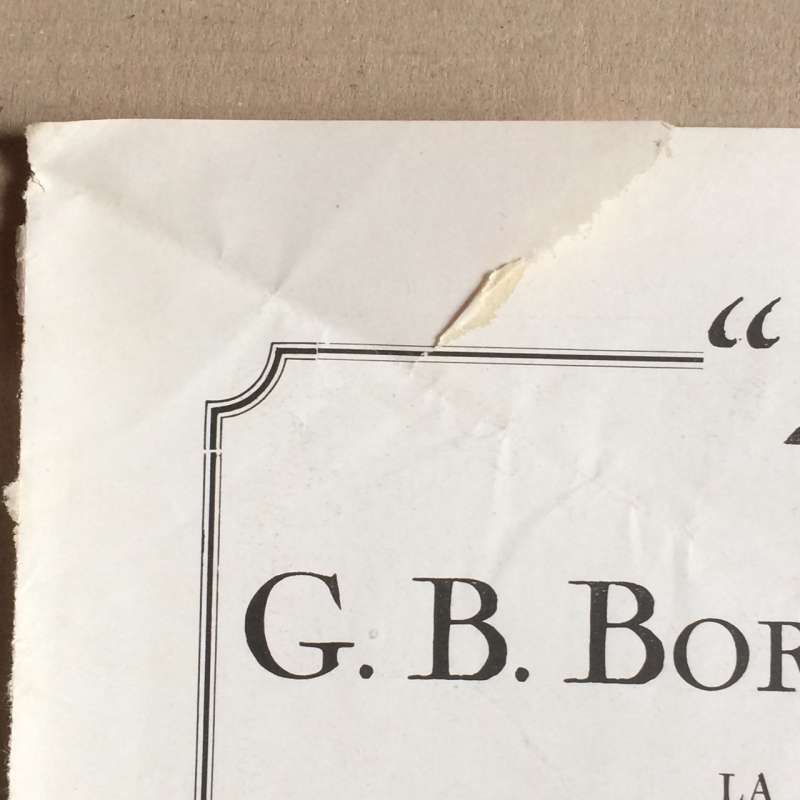 “
G. B. BOR
LA